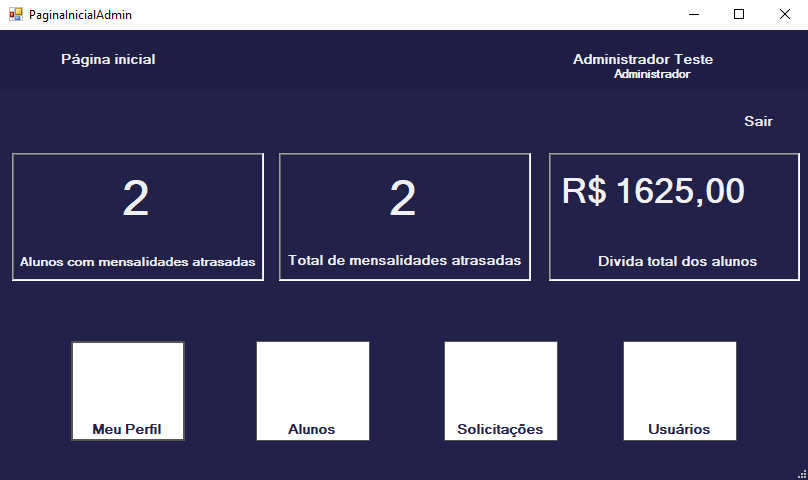 PaginaInicialAdmin
Página inicial
Administrador Teste
Administrador
Sair
2
Alunos com mensalidades atrasadas
2
Total de mensalidades atrasadas
R$ 1625,00
Divida total dos alunos
Meu Perfil
Alunos
Solicitações
Usuários